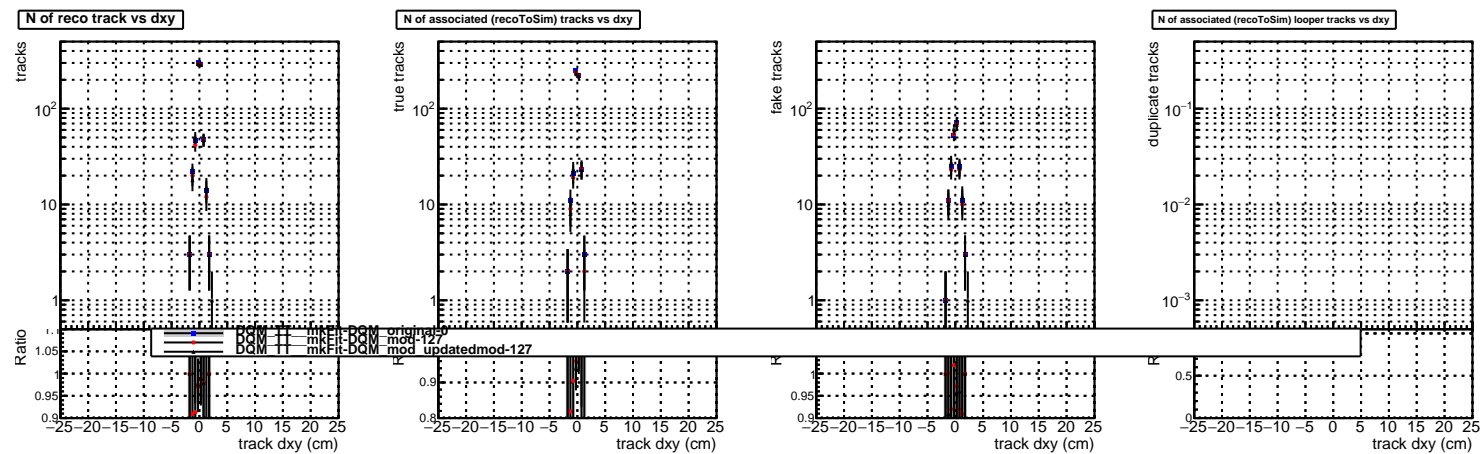 N of reco track vs dxy
tracks
10²
10
1
1.1
Ratio
1.05
1
0.95
0.9
−25 −20 −15 −10 −5 0 5 10 15 20 25
track dxy (cm)
N of associated (recoToSim) tracks vs dxy
true tracks
10²
10
1
0.9
0.8
−25 −20 −15 −10 −5 0 5 10 15 20 25
track dxy (cm)
fake tracks
10²
10
1
1
0.95
0.9
−25 −20 −15 −10 −5 0 5 10 15 20 25
track dxy (cm)
N of associated (recoToSim) looper tracks vs dxy
duplicate tracks
10⁻¹
10⁻²
10⁻³
0.5
0
−25 −20 −15 −10 −5 0 5 10 15 20 25
track dxy (cm)
DQM_TT__mkFit-DQM_original-0
DQM_TT__mkFit-DQM_mod-127
DQM_TT__mkFit-DQM_mod_updatedmod-127